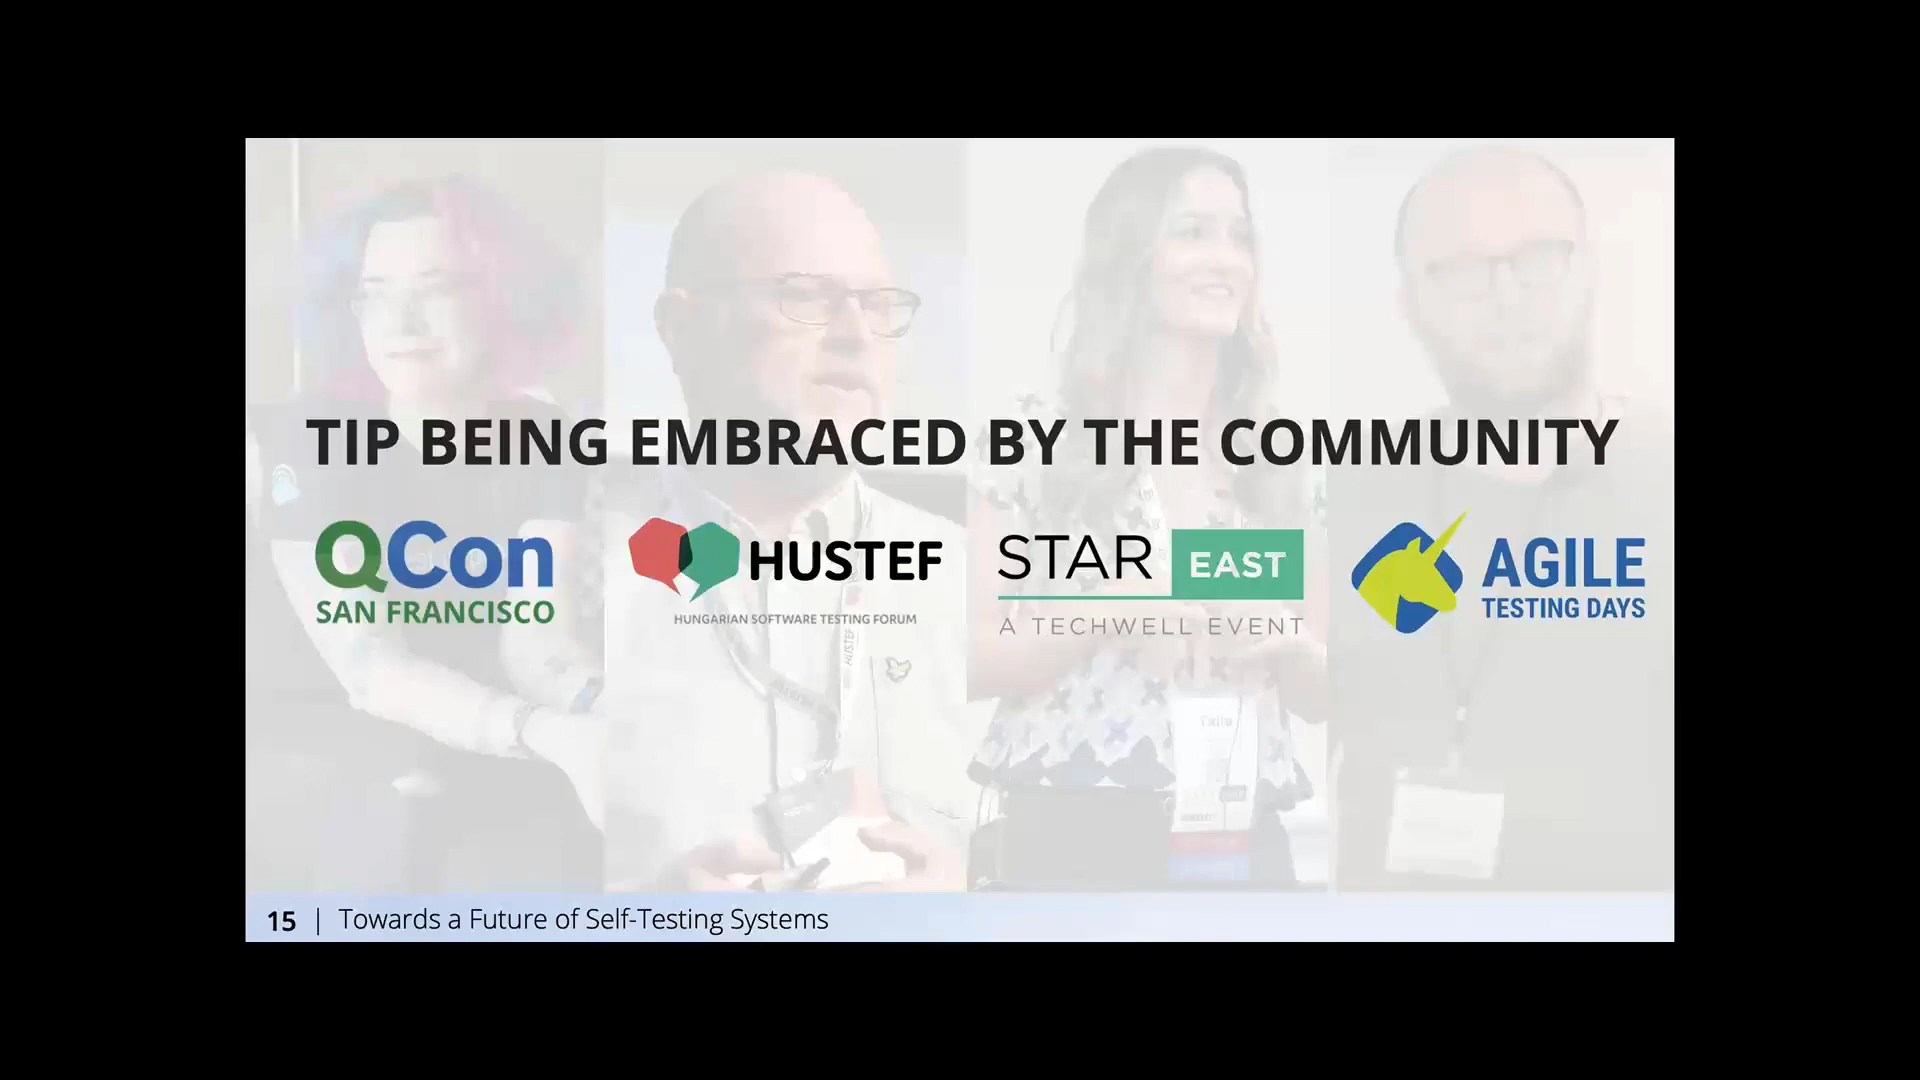 TIP BEING EMBRACED BY THE COMMUNITY
QCon
SAN FRANCISCO
HUSTEF
HUNGARIAN SOFTWARE TESTING FORUM
STAR EAST
A TECHWELL EVENT
AGILE
TESTING DAYS
HUSTEF
15 | Towards a Future of Self-Testing Systems